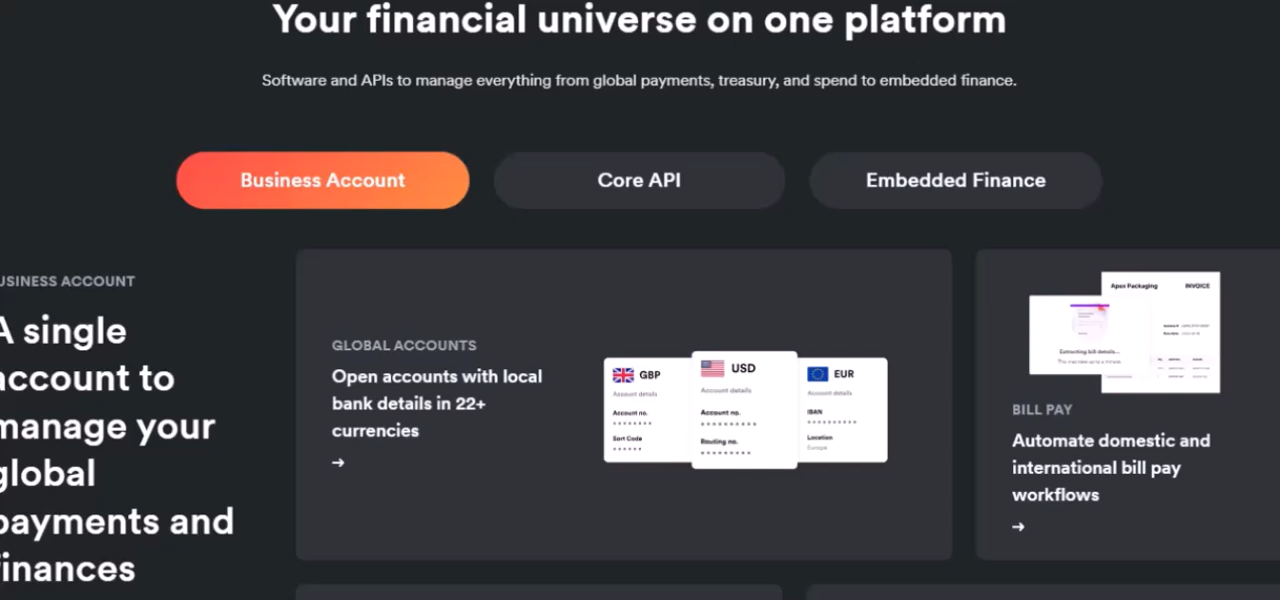 Your financial universe on one platform
Software and APIs to manage everything from global payments, treasury, and spend to embedded finance.
Business Account
Core API
Embedded Finance
USINESS ACCOUNT
A single
account to
manage your
global
payments and
finances
GLOBAL ACCOUNTS
Open accounts with local
bank details in 22+
currencies
→
GBP
Account details
Account no.
Sort Code
USD
Account details
Account no.
Routing no.
EUR
Account details
IBAN
Location
Europe
Apex Packaging INVOICE
Extracting bill details...
BILL PAY
Automate domestic and
international bill pay
workflows
→